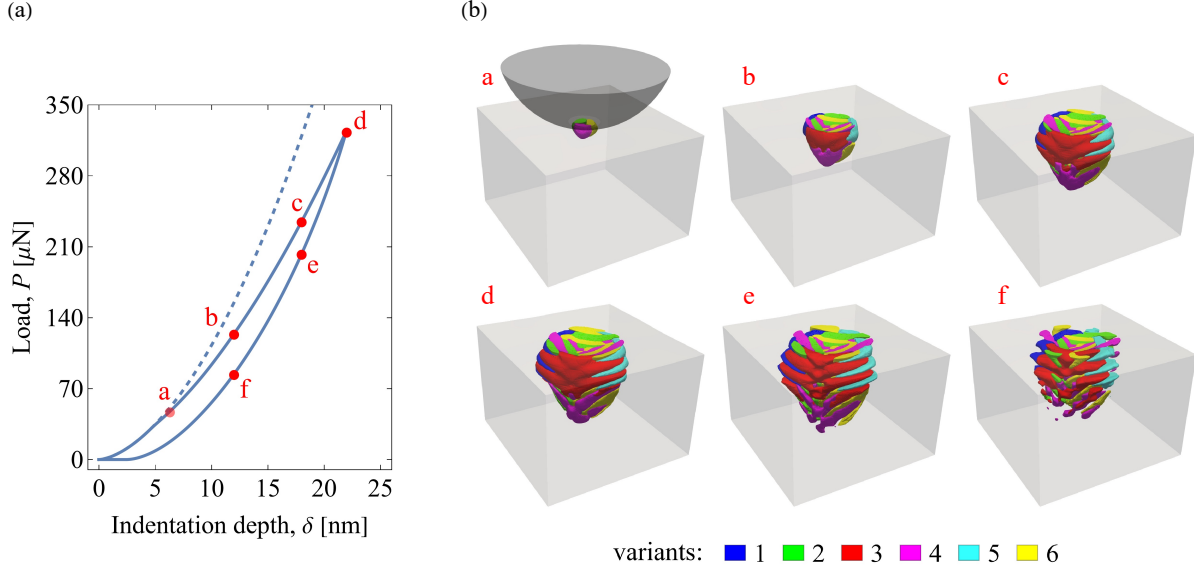 (a)
350
280
210
140
70
0
0 5 10 15 20 25
Load, P [μN]
Indentation depth, δ [nm]
a
b
c
d
e
f
(b)
a
b
c
d
e
f
variants: 1 2 3 4 5 6